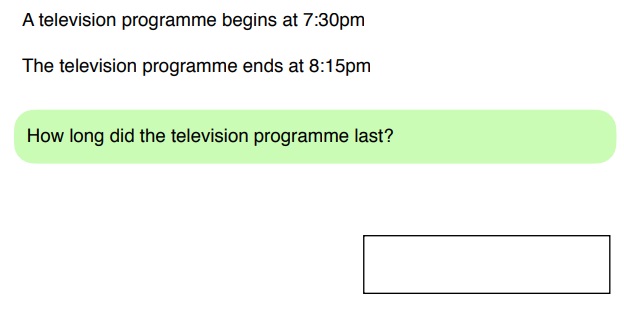 A television programme begins at 7:30pm
The television programme ends at 8:15pm
How long did the television programme last?